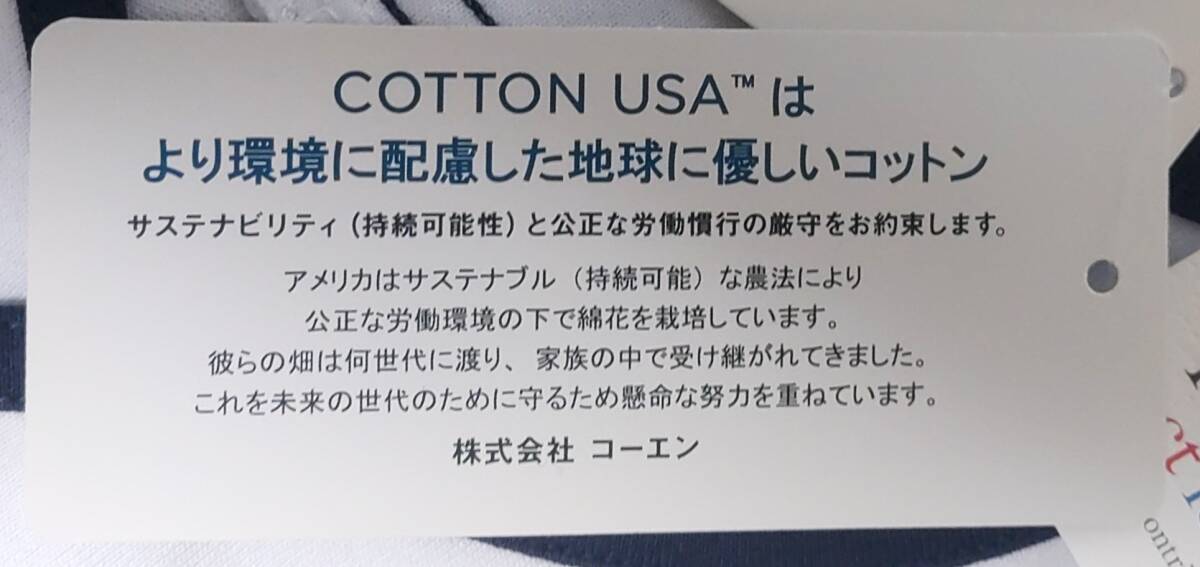 COTTON USA™ は
より環境に配慮した地球に優しいコットン
サステナビリティ（持続可能性）と公正な労働慣行の厳守をお約束します。
アメリカはサステナブル（持続可能）な農法により
公正な労働環境の下で綿花を栽培しています。
彼らの畑は何世代に渡り、家族の中で受け継がれてきました。
これを未来の世代のために守るため懸命な努力を重ねています。
株式会社 コーエン